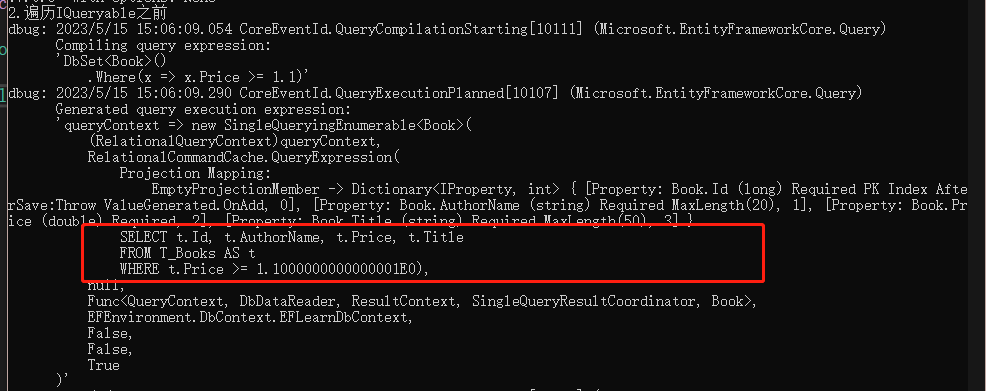 2.遍历IQueryable之前
dbug: 2023/5/15 15:06:09.054 CoreEventId.QueryCompilationStarting[10111] (Microsoft.EntityFrameworkCore.Query)
Compiling query expression:
'DbSet<Book>()
.Where(x => x.Price >= 1.1)'
dbug: 2023/5/15 15:06:09.290 CoreEventId.QueryExecutionPlanned[10107] (Microsoft.EntityFrameworkCore.Query)
Generated query execution expression:
'queryContext => new SingleQueryingEnumerable<Book>(
(RelationalQueryContext)queryContext,
RelationalCommandCache.QueryExpression(
Projection Mapping:
EmptyProjectionMember -> Dictionary<IProperty, int> { [Property: Book.Id (long) Required PK Index Afte
rSave:Throw ValueGenerated.OnAdd, 0], [Property: Book.AuthorName (string) Required MaxLength(20), 1], [Property: Book.Pr
ice (double) Required, 2], [Property: Book.Title (string) Required MaxLength(50), 3] }
SELECT t.Id, t.AuthorName, t.Price, t.Title
FROM T_Books AS t
WHERE t.Price >= 1.1000000000000001E0),
null,
Func<QueryContext, DbDataReader, ResultContext, SingleQueryResultCoordinator, Book>,
EFEnvironment.DbContext.EFLearnDbContext,
False,
False,
True
)'